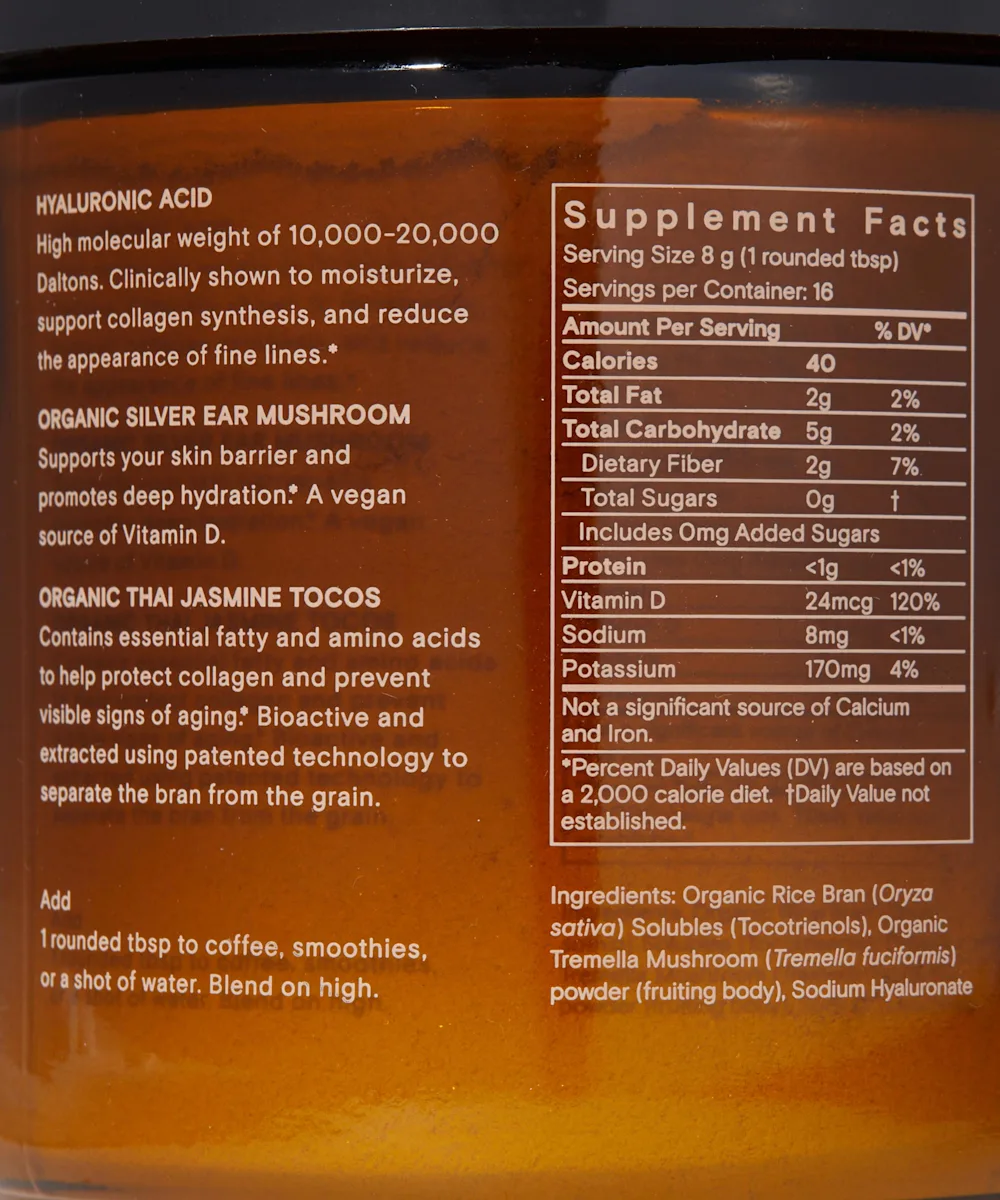 HYALURONIC ACID
High molecular weight of 10,000-20,000
Daltons. Clinically shown to moisturize,
support collagen synthesis, and reduce
the appearance of fine lines.*
ORGANIC SILVER EAR MUSHROOM
Supports your skin barrier and
promotes deep hydration.* A vegan
source of Vitamin D.
ORGANIC THAI JASMINE TOCOS
Contains essential fatty and amino acids
to help protect collagen and prevent
visible signs of aging.* Bioactive and
extracted using patented technology to
separate the bran from the grain.
Add
1 rounded tbsp to coffee, smoothies,
or a shot of water. Blend on high.
Supplement Facts
Serving Size 8 g (1 rounded tbsp)
Servings per Container: 16
Amount Per Serving % DV*
Calories 40
Total Fat 2g 2%
Total Carbohydrate 5g 2%
Dietary Fiber 2g 7%
Total Sugars 0g †
Includes 0mg Added Sugars
Protein <1g <1%
Vitamin D 24mcg 120%
Sodium 8mg <1%
Potassium 170mg 4%
Not a significant source of Calcium
and Iron.
*Percent Daily Values (DV) are based on
a 2,000 calorie diet. †Daily Value not
established.
Ingredients: Organic Rice Bran (Oryza
sativa) Solubles (Tocotrienols), Organic
Tremella Mushroom (Tremella fuciformis)
powder (fruiting body), Sodium Hyaluronate